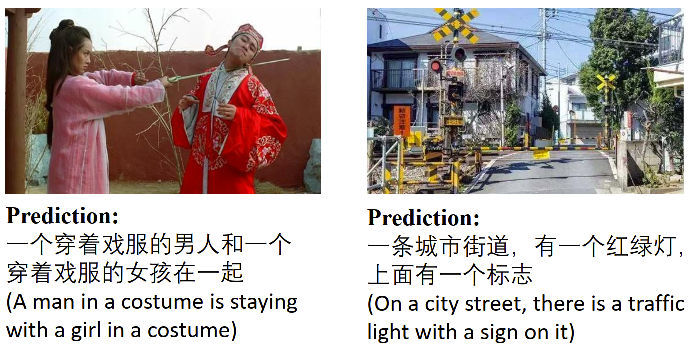 Prediction:
一个穿着戏服的男人和一个
穿着戏服的女孩在一起
(A man in a costume is staying
with a girl in a costume)
Prediction:
一条城市街道，有一个红绿灯，
上面有一个标志
(On a city street, there is a traffic
light with a sign on it)